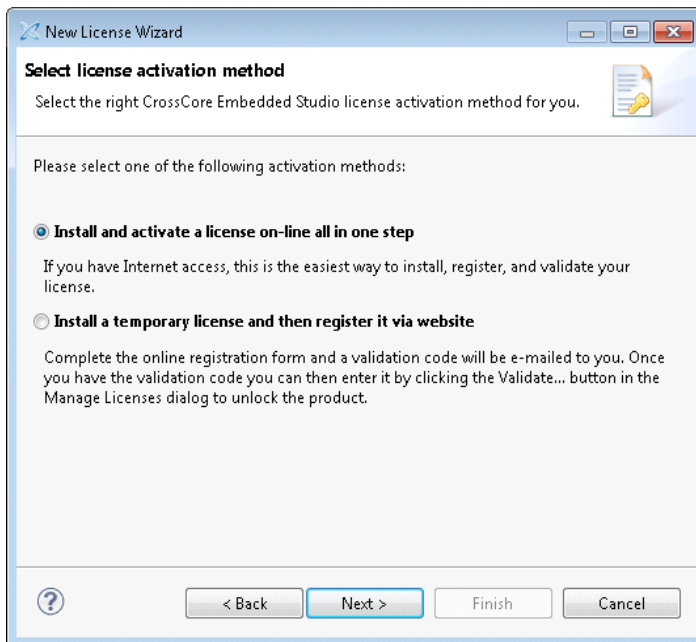 New License Wizard
Select license activation method
Select the right CrossCore Embedded Studio license activation method for you.
Please select one of the following activation methods:
Install and activate a license on-line all in one step
If you have Internet access, this is the easiest way to install, register, and validate your
license.
Install a temporary license and then register it via website
Complete the online registration form and a validation code will be e-mailed to you. Once
you have the validation code you can then enter it by clicking the Validate... button in the
Manage Licenses dialog to unlock the product.
?
< Back
Next >
Finish
Cancel